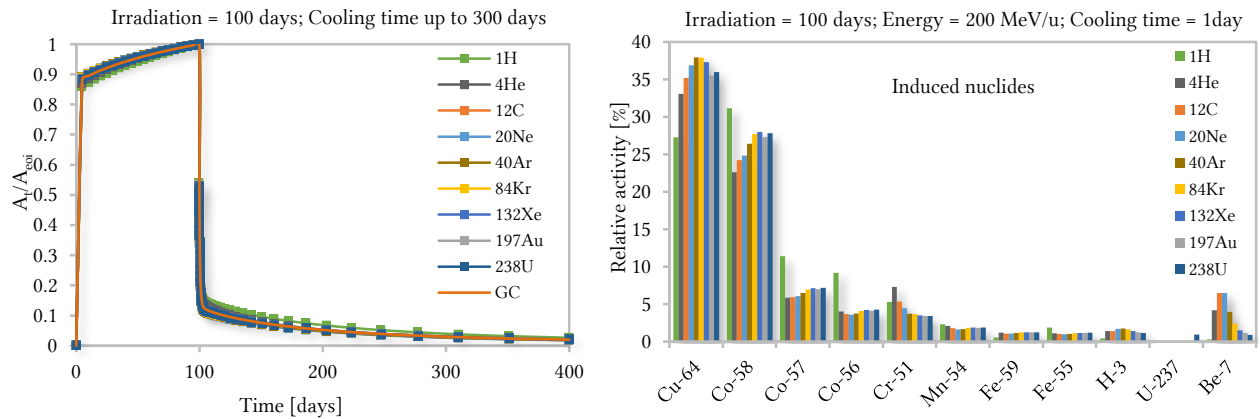 Irradiation = 100 days; Cooling time up to 300 days
A_t/A_eoi
1
0.9
0.8
0.7
0.6
0.5
0.4
0.3
0.2
0.1
0
0 100 200 300 400
Time [days]
1H
4He
12C
20Ne
40Ar
84Kr
132Xe
197Au
238U
GC
Irradiation = 100 days; Energy = 200 MeV/u; Cooling time = 1day
Relative activity [%]
40
35
30
25
20
15
10
5
0
Induced nuclides
1H
4He
12C
20Ne
40Ar
84Kr
132Xe
197Au
238U
Cu-64 Co-58 Co-57 Co-56 Cr-51 Mn-54 Fe-59 Fe-55 H-3 U-237 Be-7